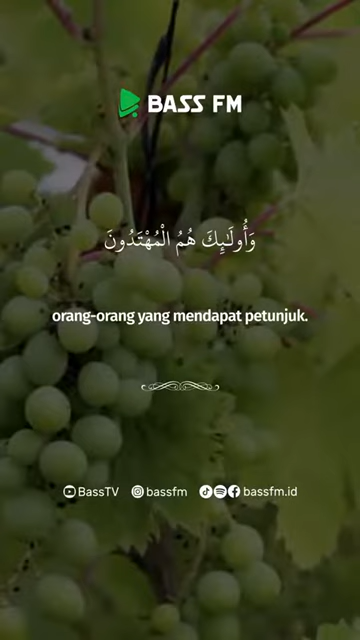 BASS FM
وَأُولَـٰئِكَ هُمُ الْمُهْتَدُونَ
orang-orang yang mendapat petunjuk.
BassTV bassfm bassfm.id